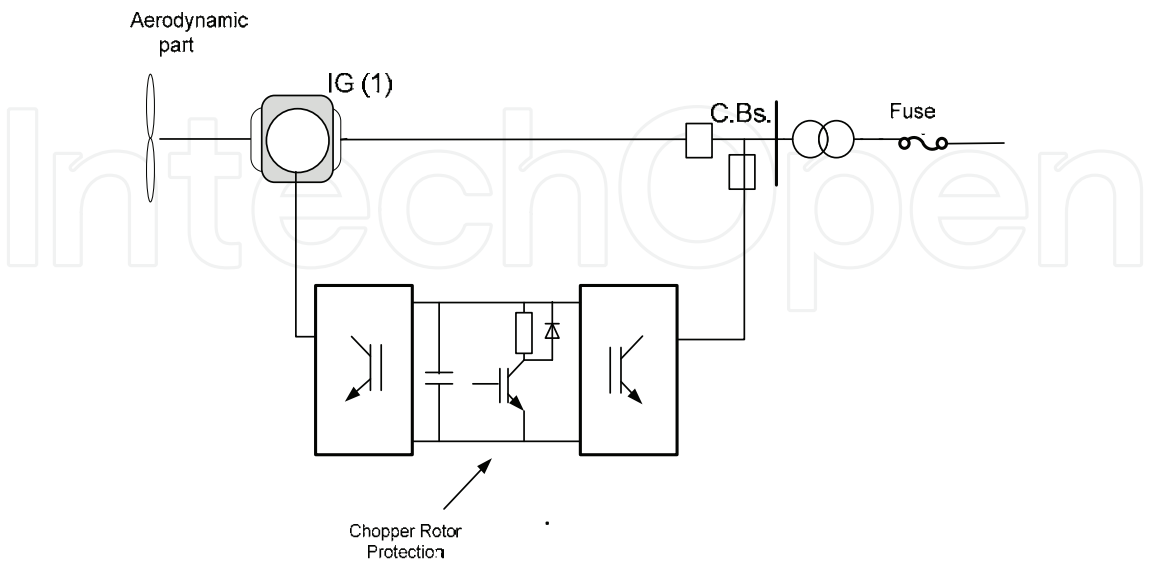 Aerodynamic
part
IG (1)
C.Bs.
Fuse
IntechOpen
Chopper Rotor
Protection